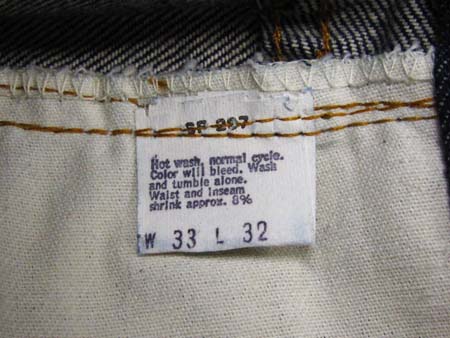 SF 207
Hot wash, normal cycle.
Color will bleed. Wash
and tumble alone.
Waist and inseam
shrink approx. 8%
W 33 L 32